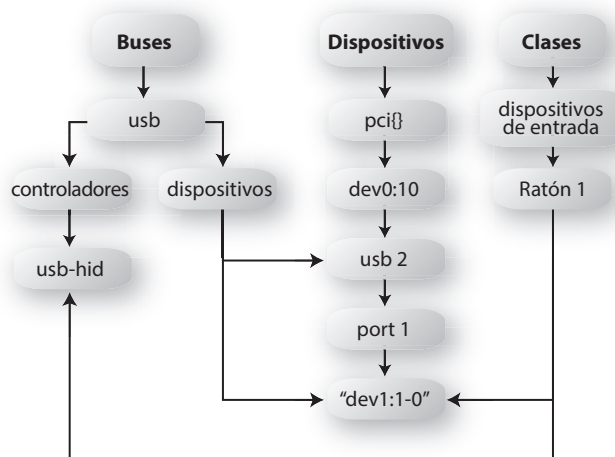 Buses
Dispositivos
Clases
usb
pci{}
dispositivos
de entrada
controladores
dispositivos
dev0:10
Ratón 1
usb-hid
usb 2
port 1
“dev1:1-0”